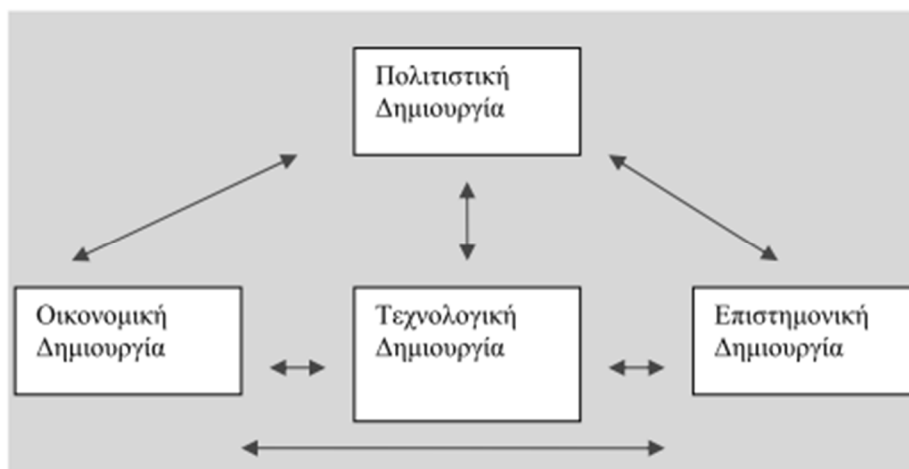 Πολιτιστική
Δημιουργία
Οικονομική
Δημιουργία
Τεχνολογική
Δημιουργία
Επιστημονική
Δημιουργία